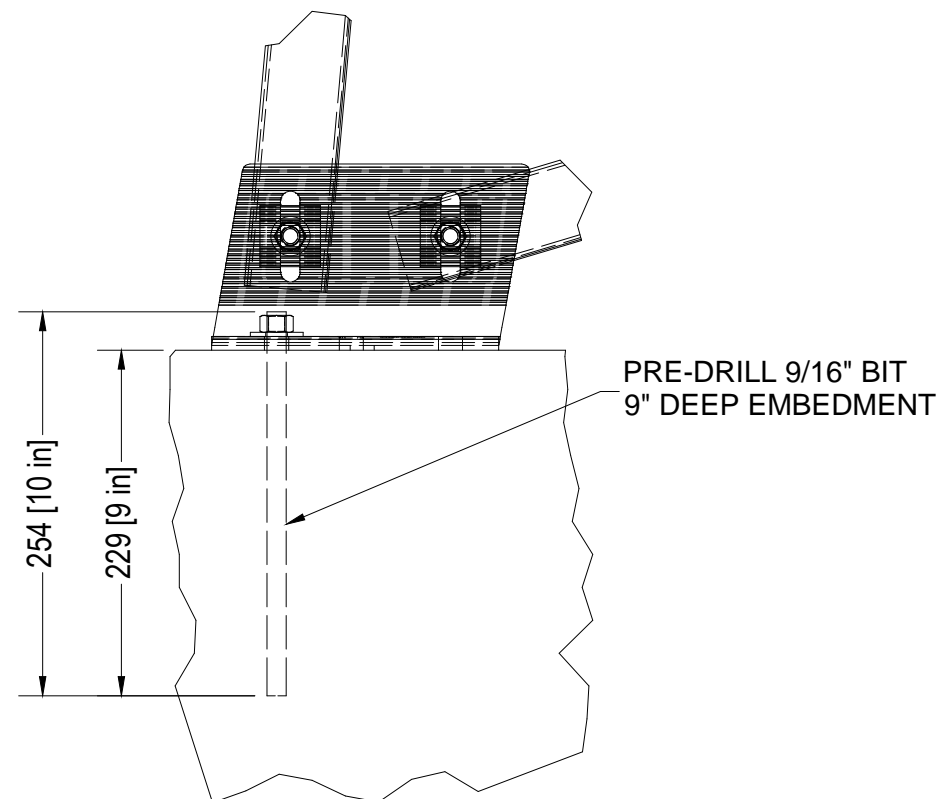 PRE-DRILL 9/16" BIT
9" DEEP EMBEDMENT
254 [10 in]
229 [9 in]